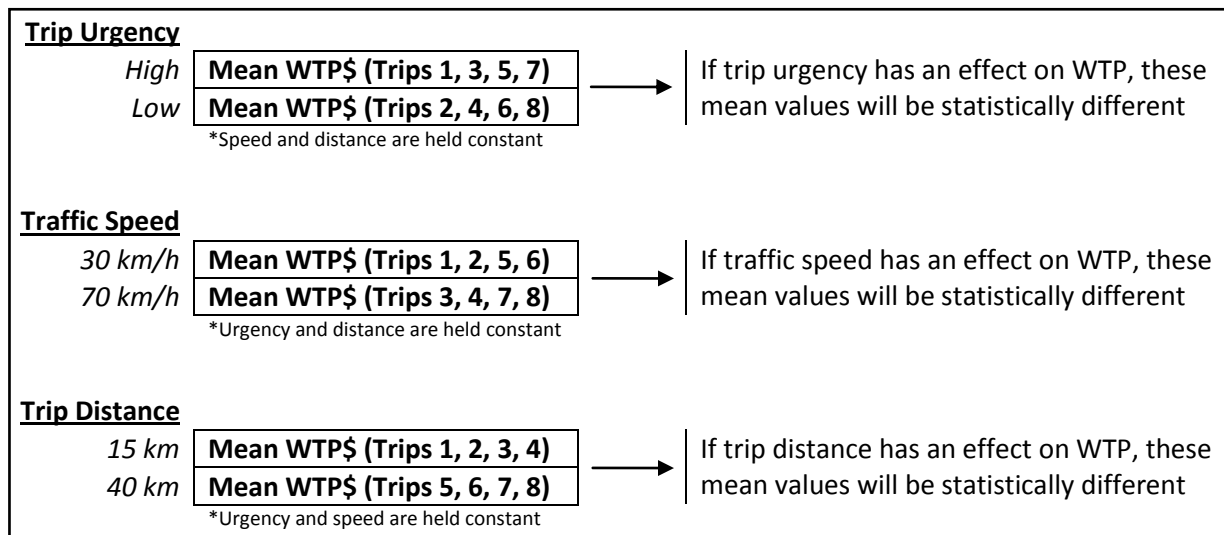 Trip Urgency
High Mean WTP$ (Trips 1, 3, 5, 7) If trip urgency has an effect on WTP, these
Low Mean WTP$ (Trips 2, 4, 6, 8) mean values will be statistically different
*Speed and distance are held constant
Traffic Speed
30 km/h Mean WTP$ (Trips 1, 2, 5, 6) If traffic speed has an effect on WTP, these
70 km/h Mean WTP$ (Trips 3, 4, 7, 8) mean values will be statistically different
*Urgency and distance are held constant
Trip Distance
15 km Mean WTP$ (Trips 1, 2, 3, 4) If trip distance has an effect on WTP, these
40 km Mean WTP$ (Trips 5, 6, 7, 8) mean values will be statistically different
*Urgency and speed are held constant